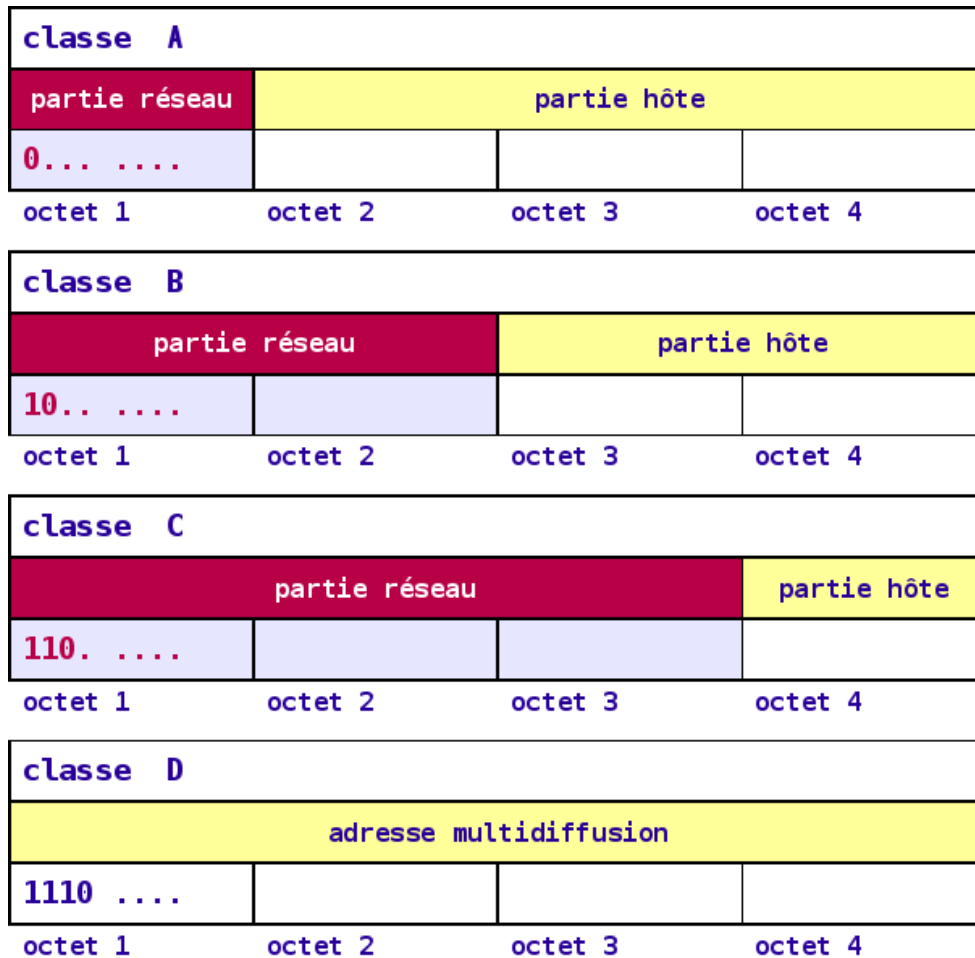 classe A
partie réseau partie hôte
0... ....
octet 1 octet 2 octet 3 octet 4
classe B
partie réseau partie hôte
10.. ....
octet 1 octet 2 octet 3 octet 4
classe C
partie réseau partie hôte
110. ....
octet 1 octet 2 octet 3 octet 4
classe D
adresse multidiffusion
1110 ....
octet 1 octet 2 octet 3 octet 4